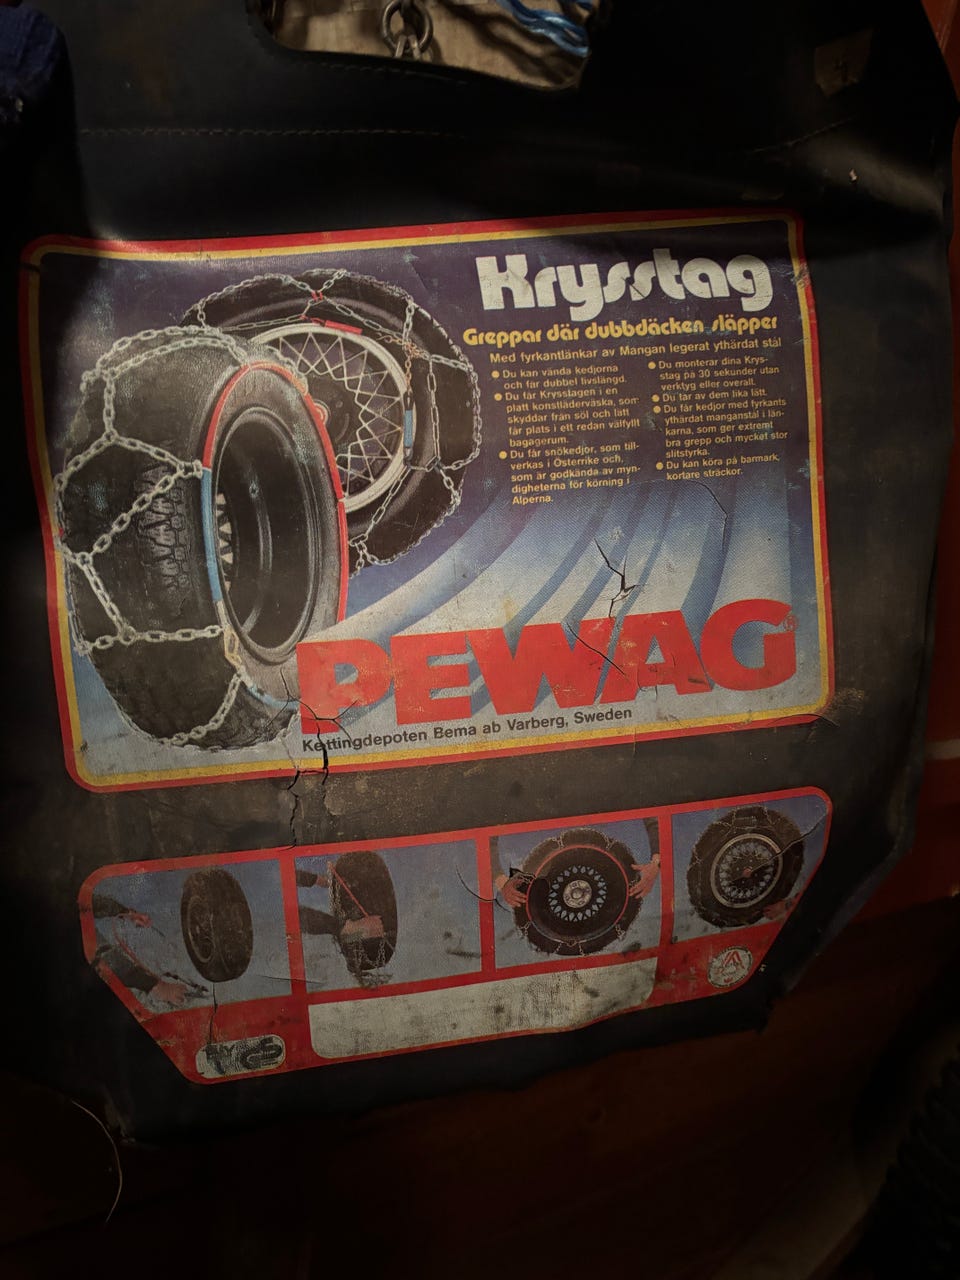 Krysstag
Greppar där dubbdäcken släpper
Med fyrkantlänkar av Mangan legerat ythärdat stål
● Du kan vända kedjorna
och får dubbel livslängd.
● Du får Krysstagen i en
platt konstläderväska, som
skyddar från söl och lätt
får plats i ett redan välfyllt
bagagerum.
● Du får snökedjor, som till-
verkas i Österrike och,
som är godkända av myn-
digheterna för körning i
Alperna.
● Du monterar dina Krys-
stag på 30 sekunder utan
verktyg eller overall.
● Du tar av dem lika lätt.
● Du får kedjor med fyrkants
ythärdat manganstål i län-
karna, som ger extremt
bra grepp och mycket stor
slitstyrka.
● Du kan köra på barmark,
kortare sträckor.
PEWAG
Kettingdepoten Bema ab Varberg, Sweden